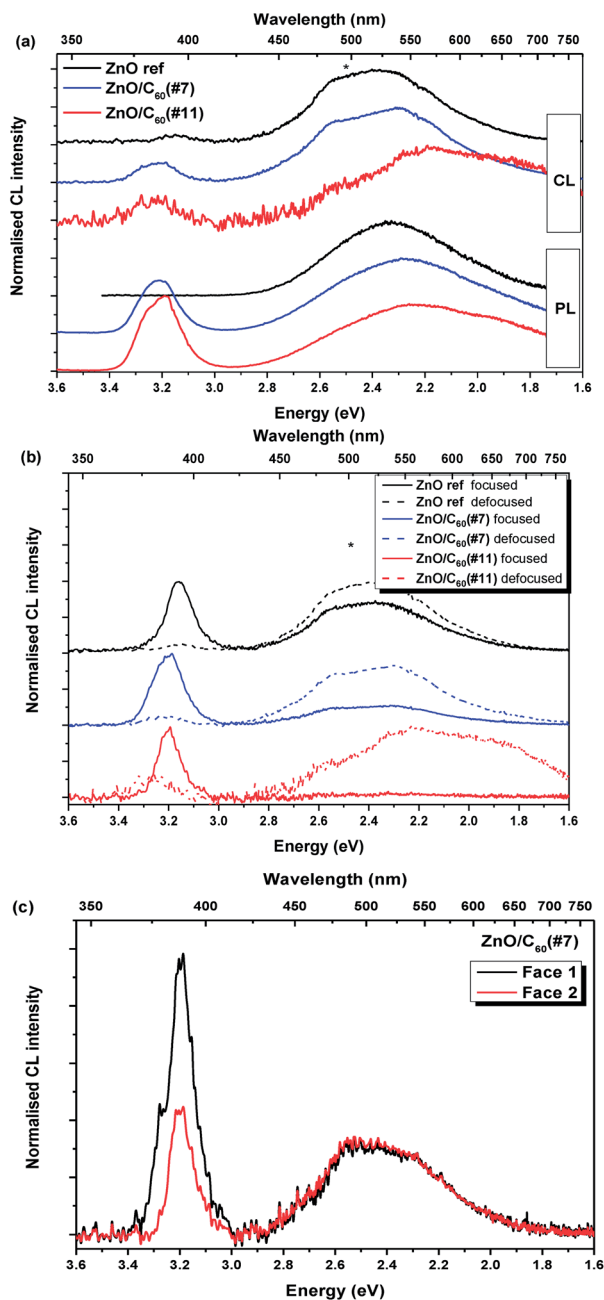 Wavelength (nm)
350 400 450 500 550 600 650 700 750
(a)
ZnO ref
ZnO/C60(#7)
ZnO/C60(#11)
*
CL
PL
Normalised CL intensity
3.6 3.4 3.2 3.0 2.8 2.6 2.4 2.2 2.0 1.8 1.6
Energy (eV)
Wavelength (nm)
(b)
350 400 450 500 550 600 650 700 750
ZnO ref focused
ZnO ref defocused
ZnO/C60(#7) focused
ZnO/C60(#7) defocused
ZnO/C60(#11) focused
ZnO/C60(#11) defocused
*
Normalised CL intensity
3.6 3.4 3.2 3.0 2.8 2.6 2.4 2.2 2.0 1.8 1.6
Energy (eV)
Wavelength (nm)
(c)
350 400 450 500 550 600 650 700 750
ZnO/C60(#7)
Face 1
Face 2
Normalised CL intensity
3.6 3.4 3.2 3.0 2.8 2.6 2.4 2.2 2.0 1.8 1.6
Energy (eV)